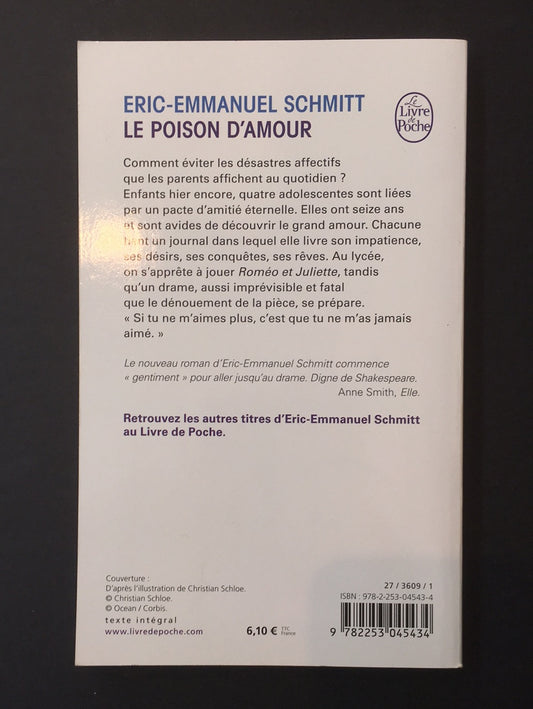 ERIC-EMMANUEL SCHMITT
LE POISON D'AMOUR
Le
Livre
de
Poche
Comment éviter les désastres affectifs
que les parents affichent au quotidien ?
Enfants hier encore, quatre adolescentes sont liées
par un pacte d'amitié éternelle. Elles ont seize ans
et sont avides de découvrir le grand amour. Chacune
tient un journal dans lequel elle livre son impatience,
ses désirs, ses conquêtes, ses rêves. Au lycée,
on s'apprête à jouer Roméo et Juliette, tandis
qu'un drame, aussi imprévisible et fatal
que le dénouement de la pièce, se prépare.
« Si tu ne m'aimes plus, c'est que tu ne m'as jamais
aimé. »
Le nouveau roman d'Eric-Emmanuel Schmitt commence
« gentiment » pour aller jusqu'au drame. Digne de Shakespeare.
Anne Smith, Elle.
Retrouvez les autres titres d'Eric-Emmanuel Schmitt
au Livre de Poche.
Couverture :
D'après l'illustration de Christian Schloe.
© Christian Schloe.
© Ocean / Corbis.
texte intégral
www.livredepoche.com
6,10 € TTC
France
27 / 3609 / 1
ISBN : 978-2-253-04543-4
9 782253 045434